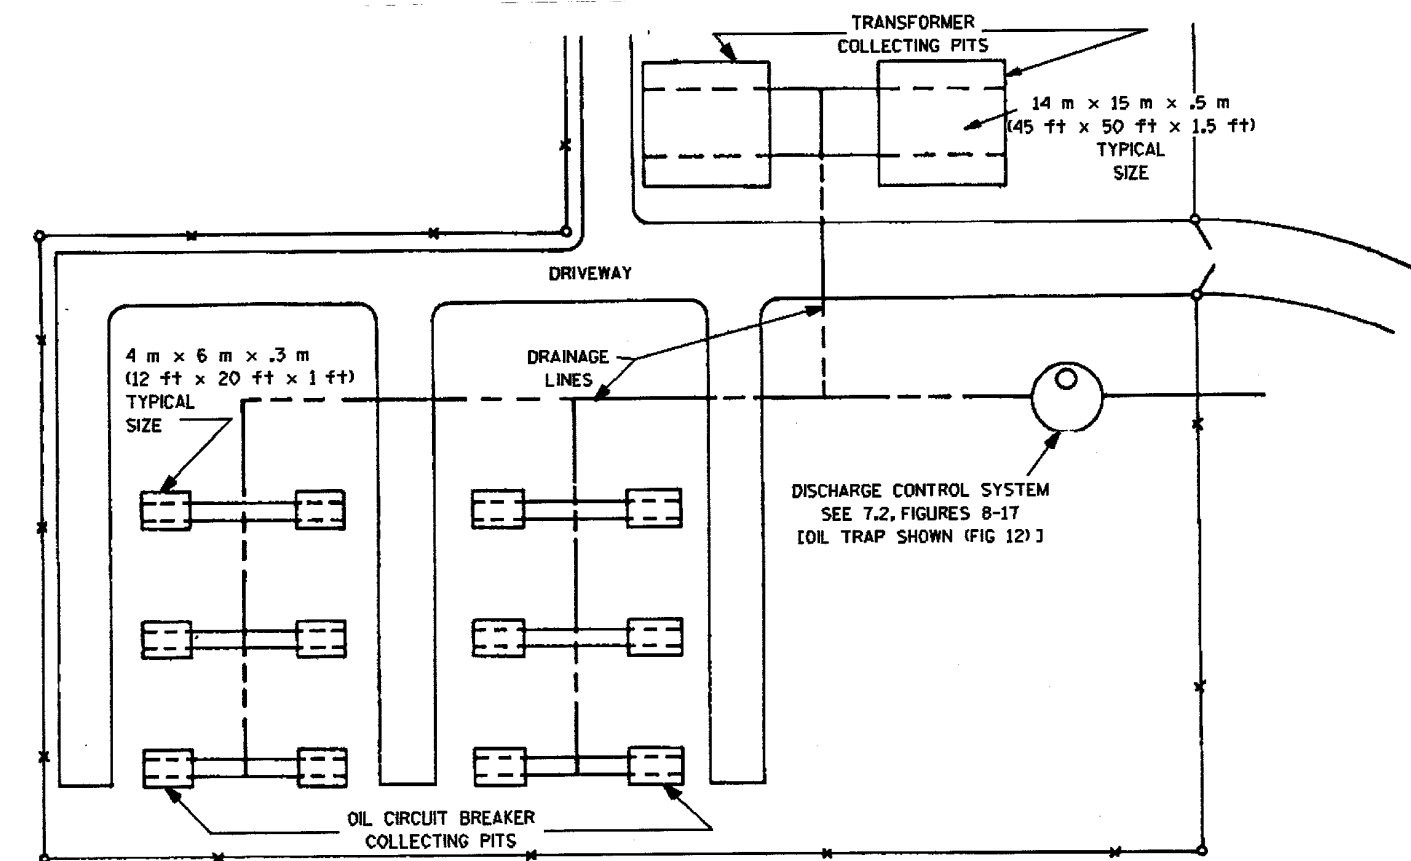 TRANSFORMER
COLLECTING PITS
14 m x 15 m x .5 m
(45 ft x 50 ft x 1.5 ft)
TYPICAL
SIZE
DRIVEWAY
4 m x 6 m x .3 m
(12 ft x 20 ft x 1 ft)
TYPICAL
SIZE
DRAINAGE
LINES
DISCHARGE CONTROL SYSTEM
SEE 7.2, FIGURES 8-17
[OIL TRAP SHOWN (FIG 12)]
OIL CIRCUIT BREAKER
COLLECTING PITS